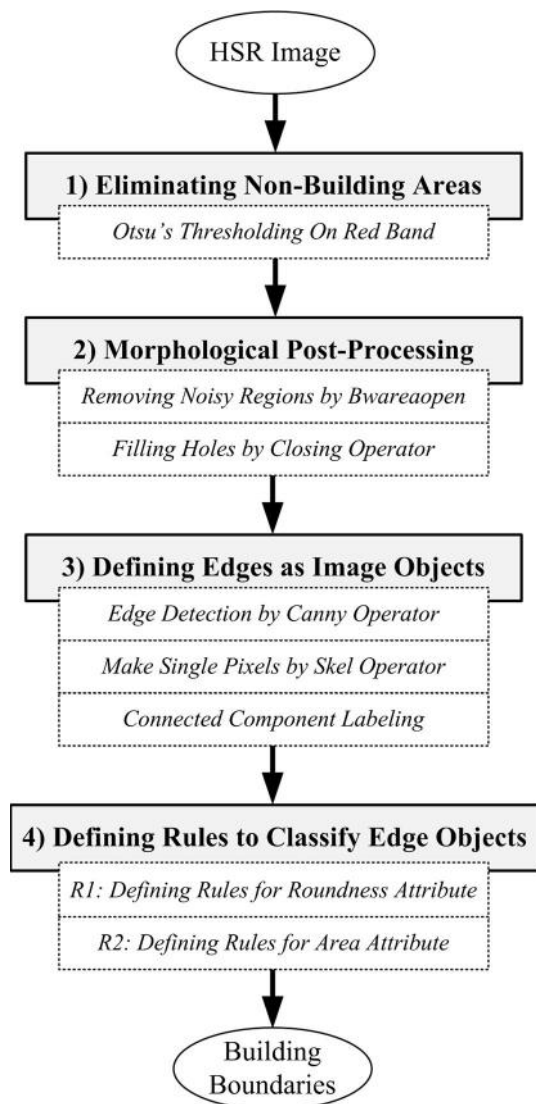 HSR Image
1) Eliminating Non-Building Areas
Otsu's Thresholding On Red Band
2) Morphological Post-Processing
Removing Noisy Regions by Bwareaopen
Filling Holes by Closing Operator
3) Defining Edges as Image Objects
Edge Detection by Canny Operator
Make Single Pixels by Skel Operator
Connected Component Labeling
4) Defining Rules to Classify Edge Objects
R1: Defining Rules for Roundness Attribute
R2: Defining Rules for Area Attribute
Building
Boundaries